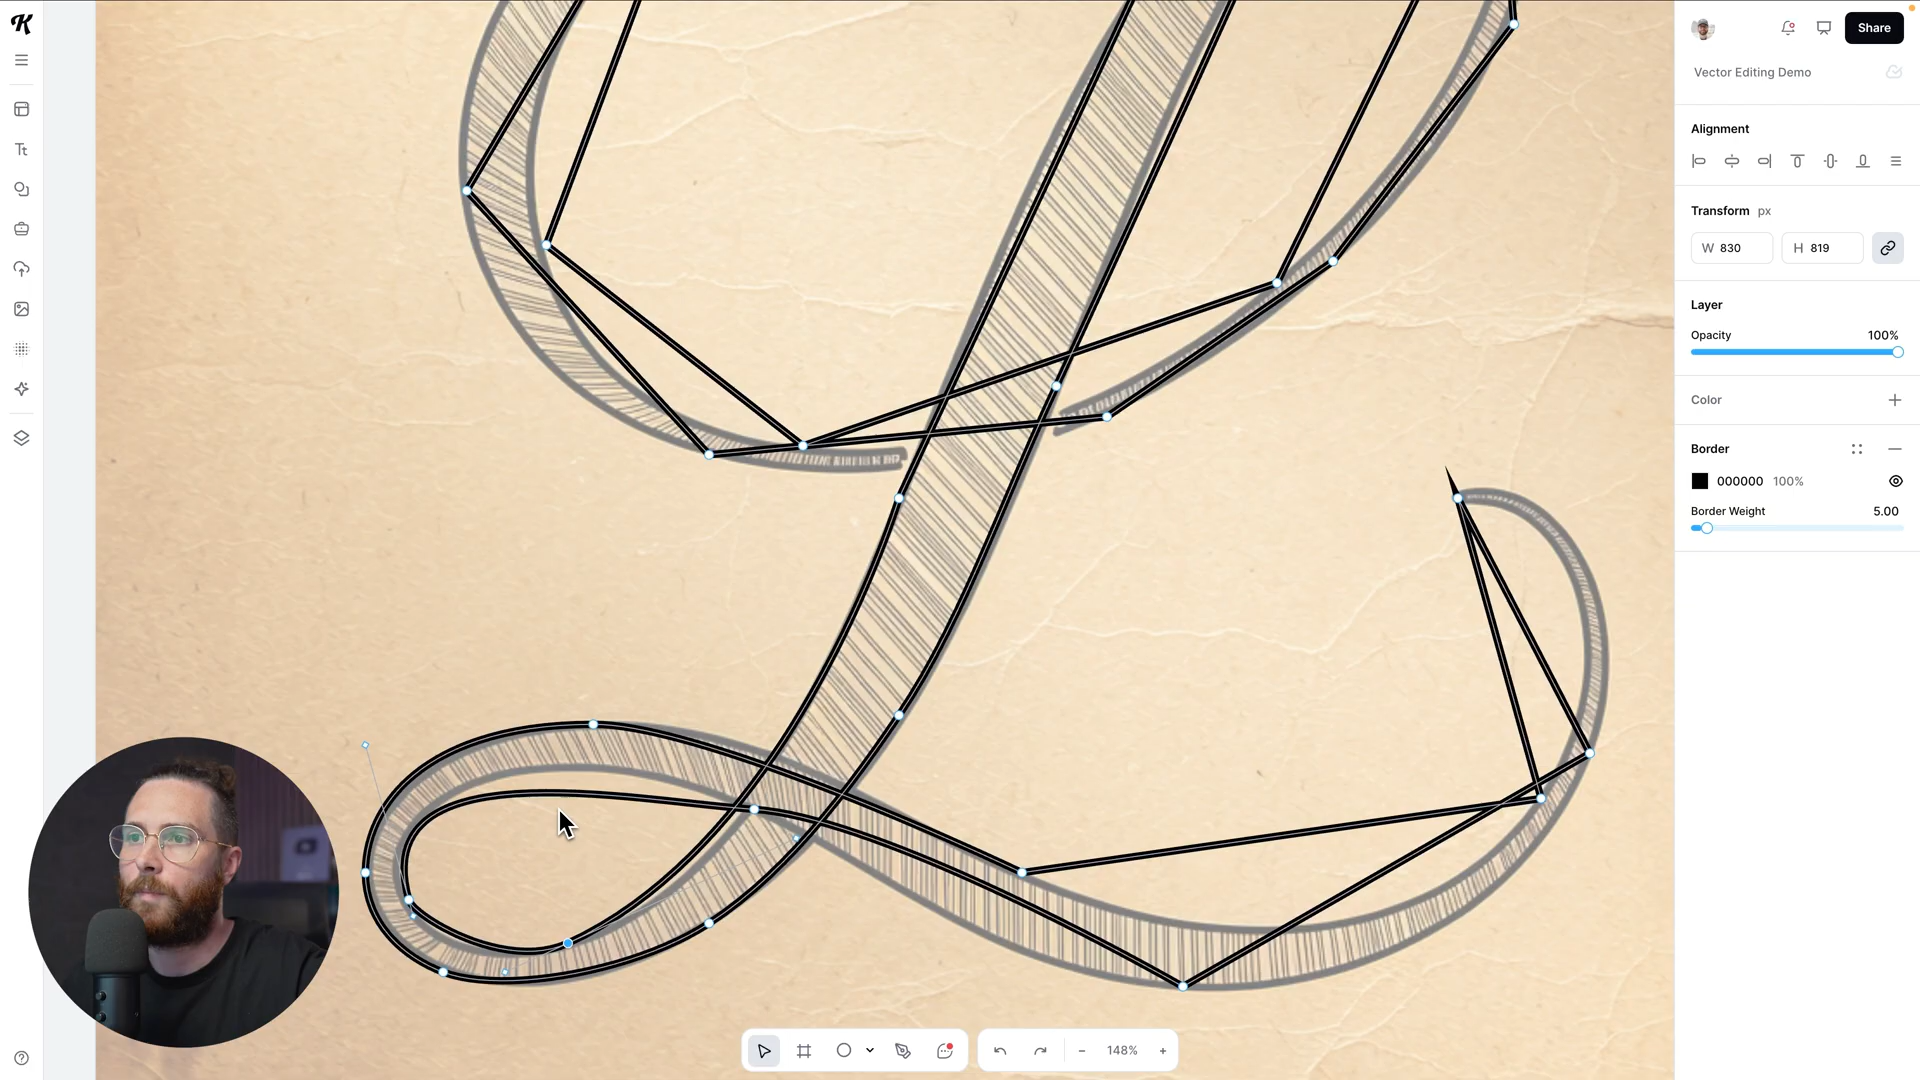 K
Share
Vector Editing Demo
Alignment
Transform px
W 830 H 819
Layer
Opacity 100%
Color
Border
000000 100%
Border Weight 5.00
Tt
148%